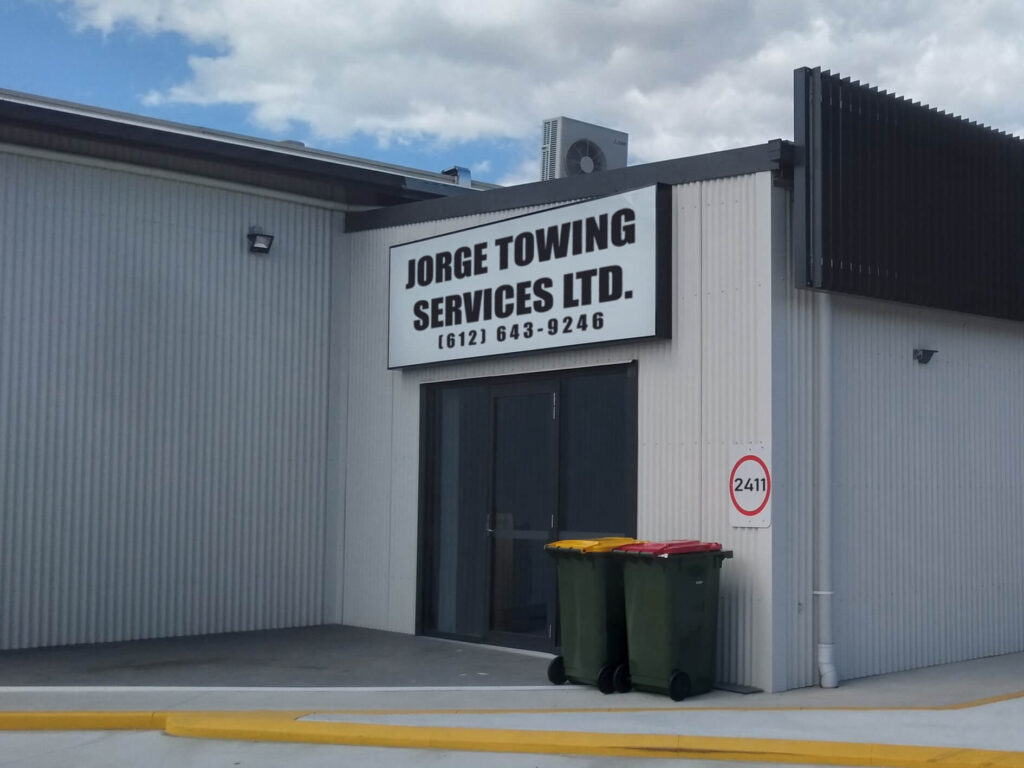 JORGE TOWING
SERVICES LTD.
(612) 643-9246
2411